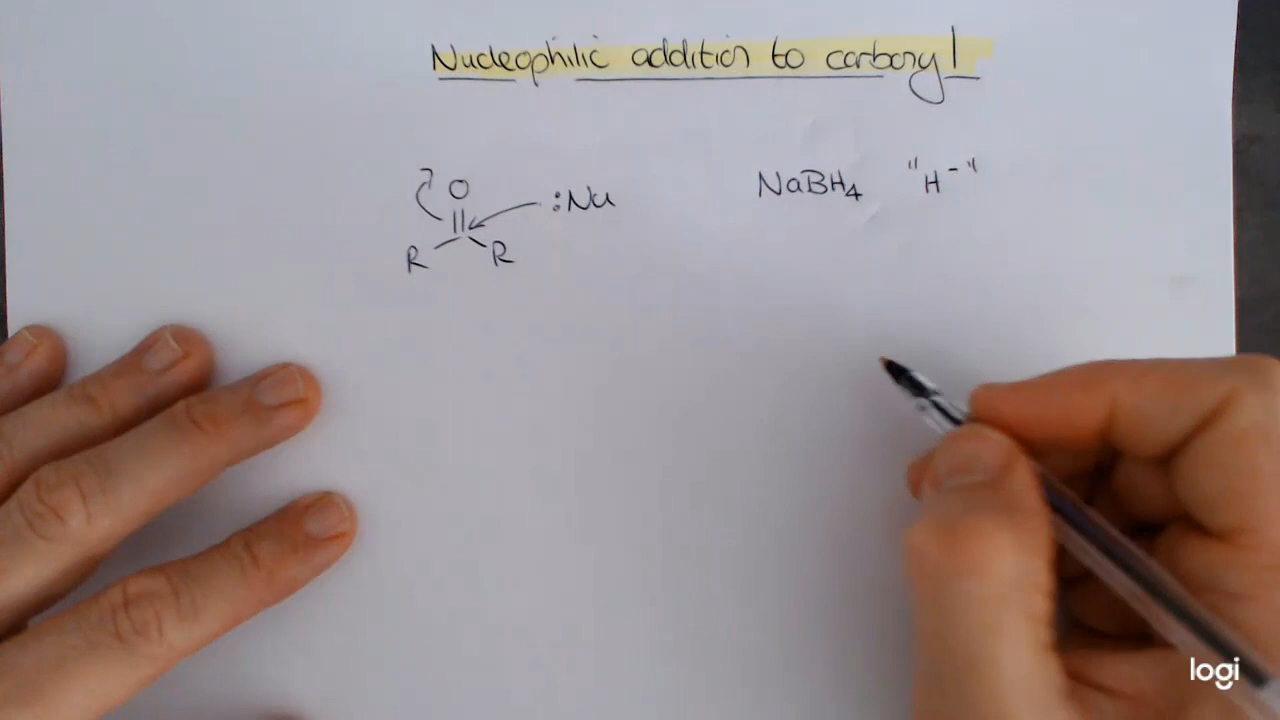 Nucleophilic addition to carbonyl
O
:Nu
R R
NaBH4 "H-"
logi